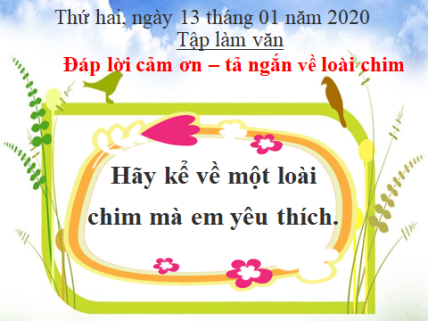 Thứ hai, ngày 13 tháng 01 năm 2020
Tập làm văn
Đáp lời cảm ơn – tả ngắn về loài chim
Hãy kể về một loài
chim mà em yêu thích.